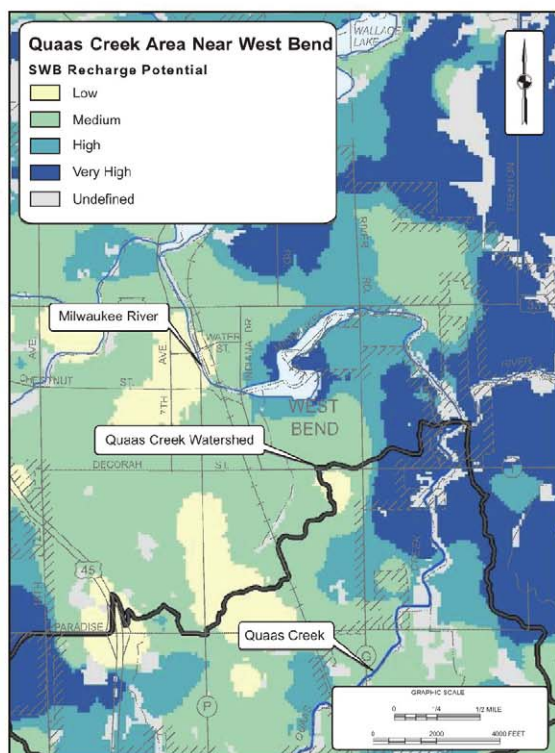 Quaas Creek Area Near West Bend
SWB Recharge Potential
Low
Medium
High
Very High
Undefined
WALLACE
LAKE
TRENTON
RIVER
RD
RD
Milwaukee River
WATER
ST.
INDIANA DR
AVE
AVE.
7TH
CHESTNUT ST.
RIVER
WEST
BEND
Quaas Creek Watershed
DECORAH ST.
I
45
PARADISE
CREEK
Quaas Creek
G
P
GRAPHIC SCALE
0 1/4 1/2 MILE
0 2000 4000 FEET